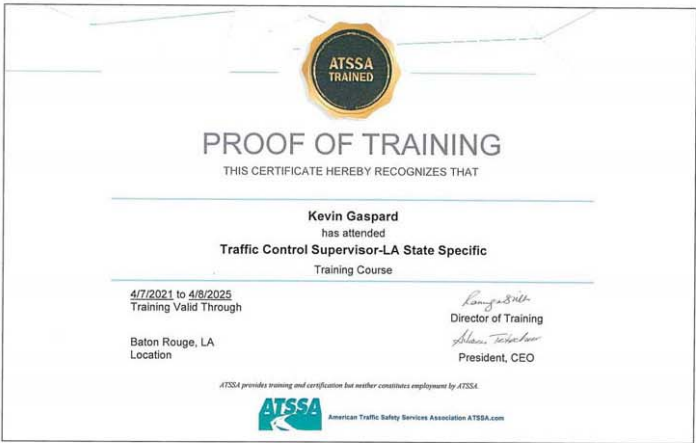 ATSSA
TRAINED
PROOF OF TRAINING
THIS CERTIFICATE HEREBY RECOGNIZES THAT
Kevin Gaspard
has attended
Traffic Control Supervisor-LA State Specific
Training Course
4/7/2021 to 4/8/2025
Training Valid Through
Director of Training
Baton Rouge, LA
Location
President, CEO
ATSSA provides training and certification but neither constitutes employment by ATSSA.
ATSSA
American Traffic Safety Services Association ATSSA.com